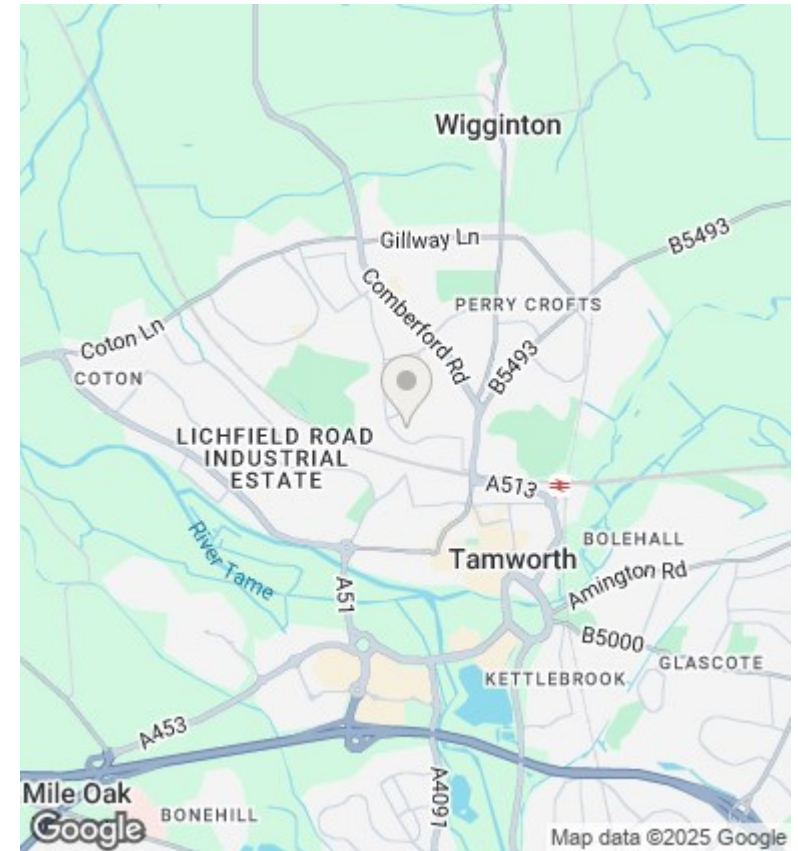 Wigginton
B5493
Gillway Ln
Comberford Rd
PERRY CROFTS
Coton Ln
B5493
COTON
LICHFIELD ROAD
INDUSTRIAL
ESTATE
A513
River Tame
BOLEHALL
Tamworth
A51
Amington Rd
B5000
GLASCOTE
KETTLEBROOK
A453
A4091
Mile Oak
BONEHILL
Google
Map data ©2025 Google